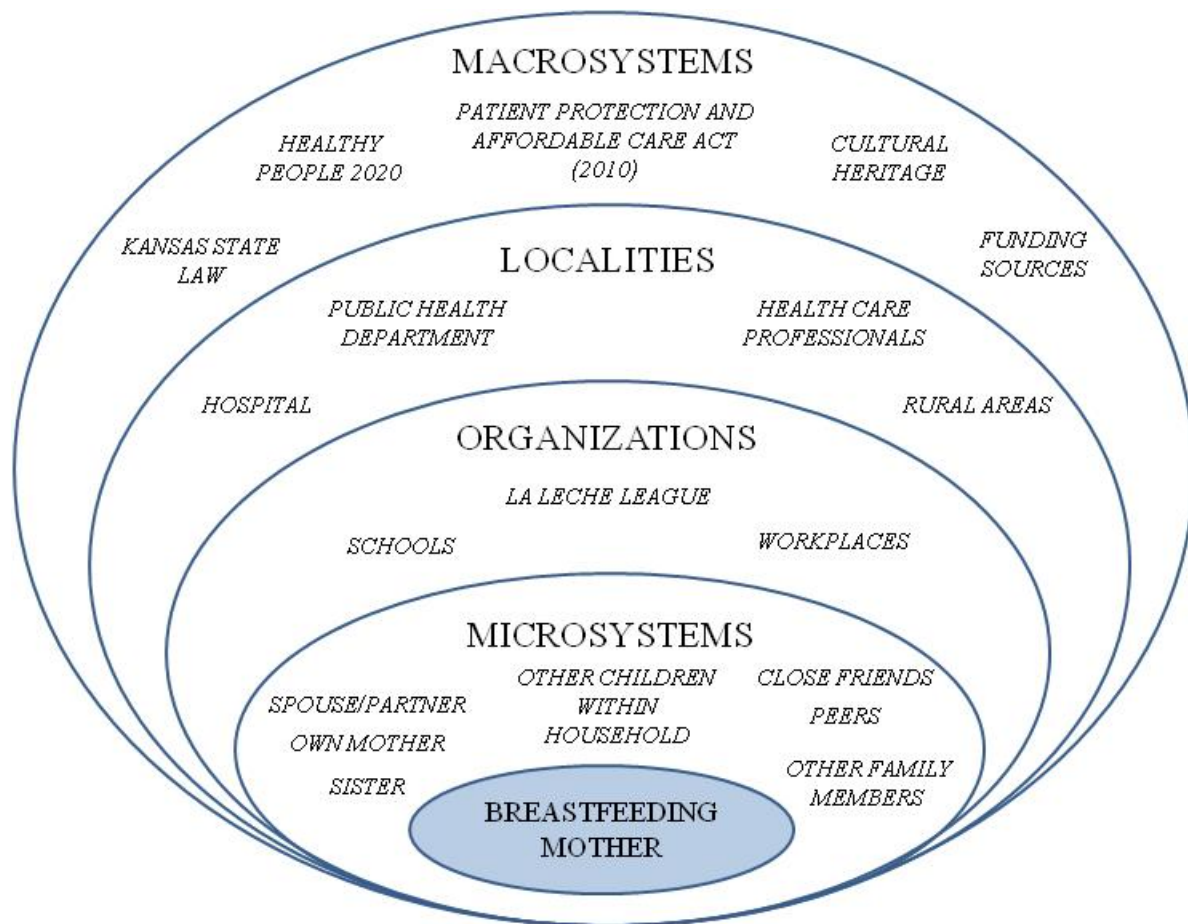 MACROSYSTEMS
PATIENT PROTECTION AND
AFFORDABLE CARE ACT
(2010)
HEALTHY
PEOPLE 2020
CULTURAL
HERITAGE
KANSAS STATE
LAW
FUNDING
SOURCES
LOCALITIES
PUBLIC HEALTH
DEPARTMENT
HEALTH CARE
PROFESSIONALS
HOSPITAL
RURAL AREAS
ORGANIZATIONS
LA LECHE LEAGUE
SCHOOLS
WORKPLACES
MICROSYSTEMS
SPOUSE/PARTNER
OWN MOTHER
SISTER
OTHER CHILDREN
WITHIN
HOUSEHOLD
CLOSE FRIENDS
PEERS
OTHER FAMILY
MEMBERS
BREASTFEEDING
MOTHER